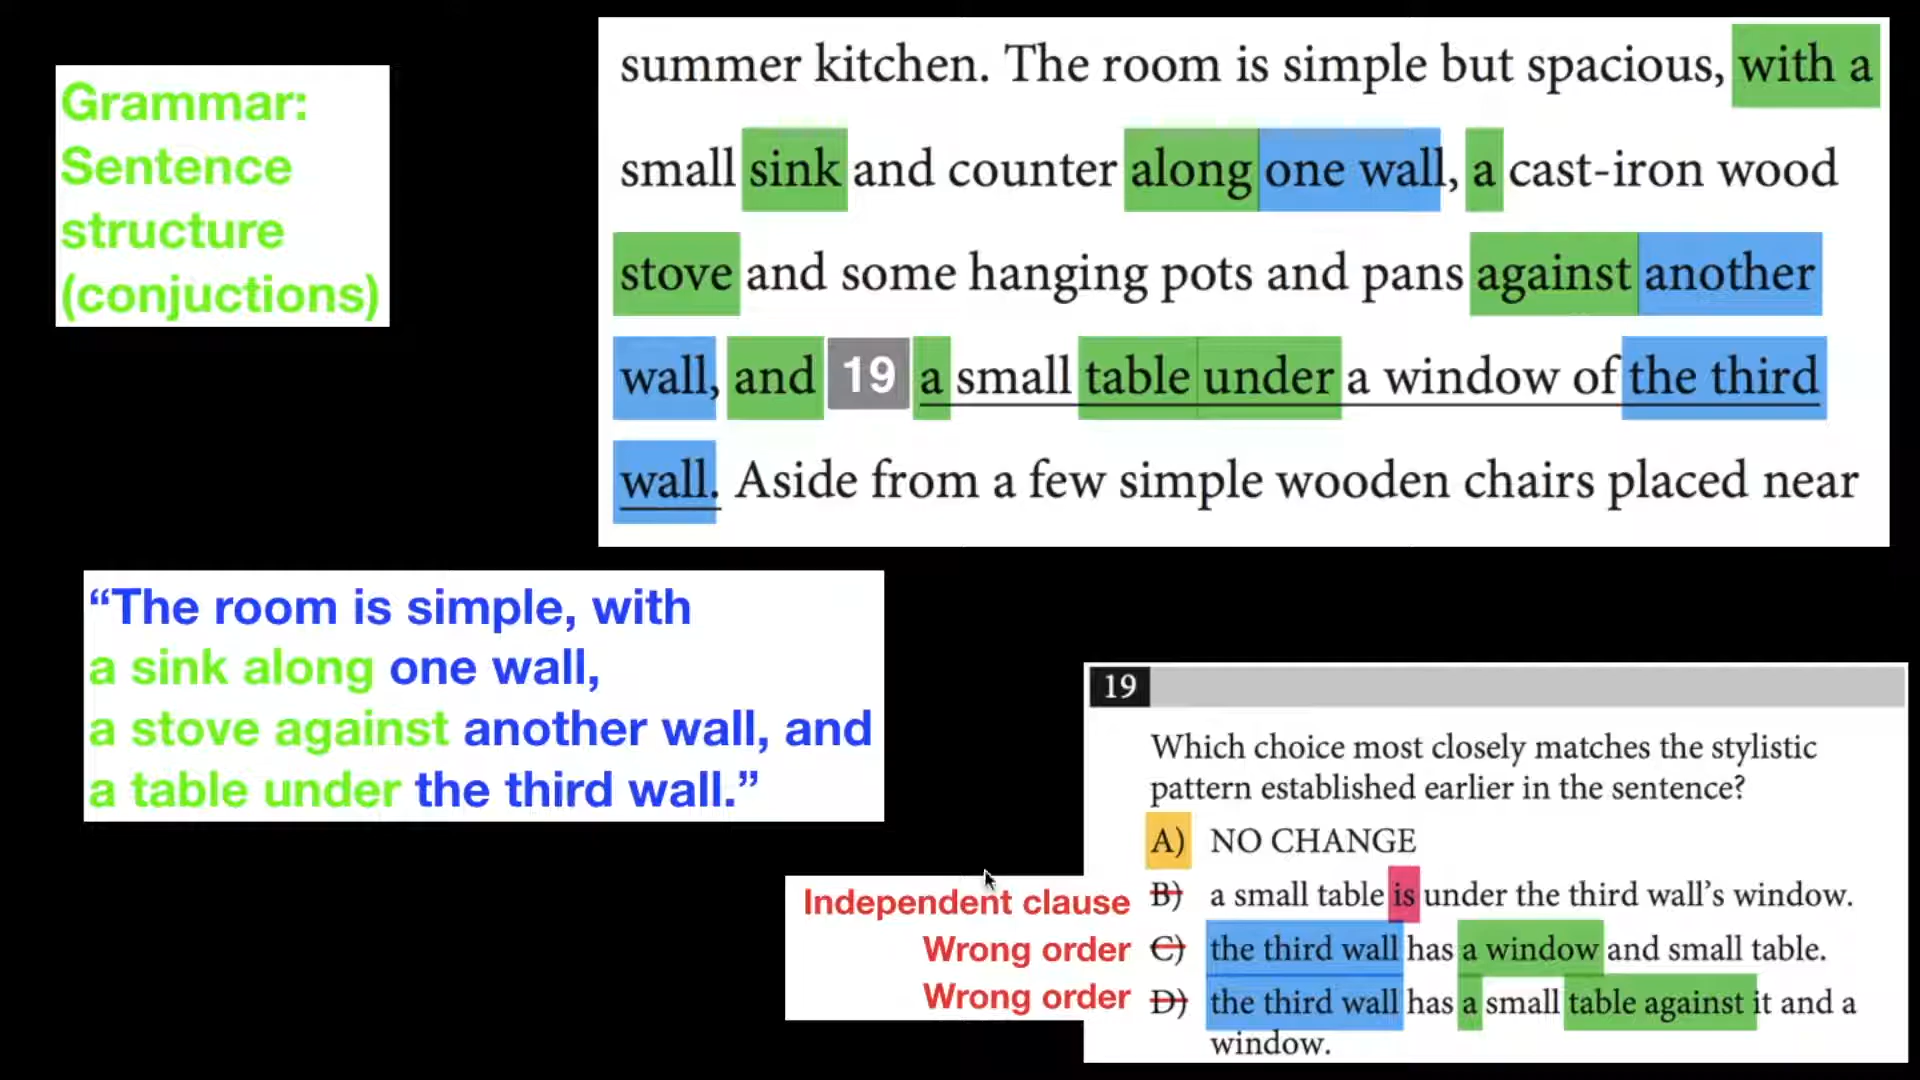 Grammar:
Sentence
structure
(conjuctions)
summer kitchen. The room is simple but spacious, with a
small sink and counter along one wall, a cast-iron wood
stove and some hanging pots and pans against another
wall, and 19 a small table under a window of the third
wall. Aside from a few simple wooden chairs placed near
“The room is simple, with
a sink along one wall,
a stove against another wall, and
a table under the third wall.”
19
Which choice most closely matches the stylistic
pattern established earlier in the sentence?
A) NO CHANGE
Independent clause B) a small table is under the third wall’s window.
Wrong order C) the third wall has a window and small table.
Wrong order D) the third wall has a small table against it and a
window.